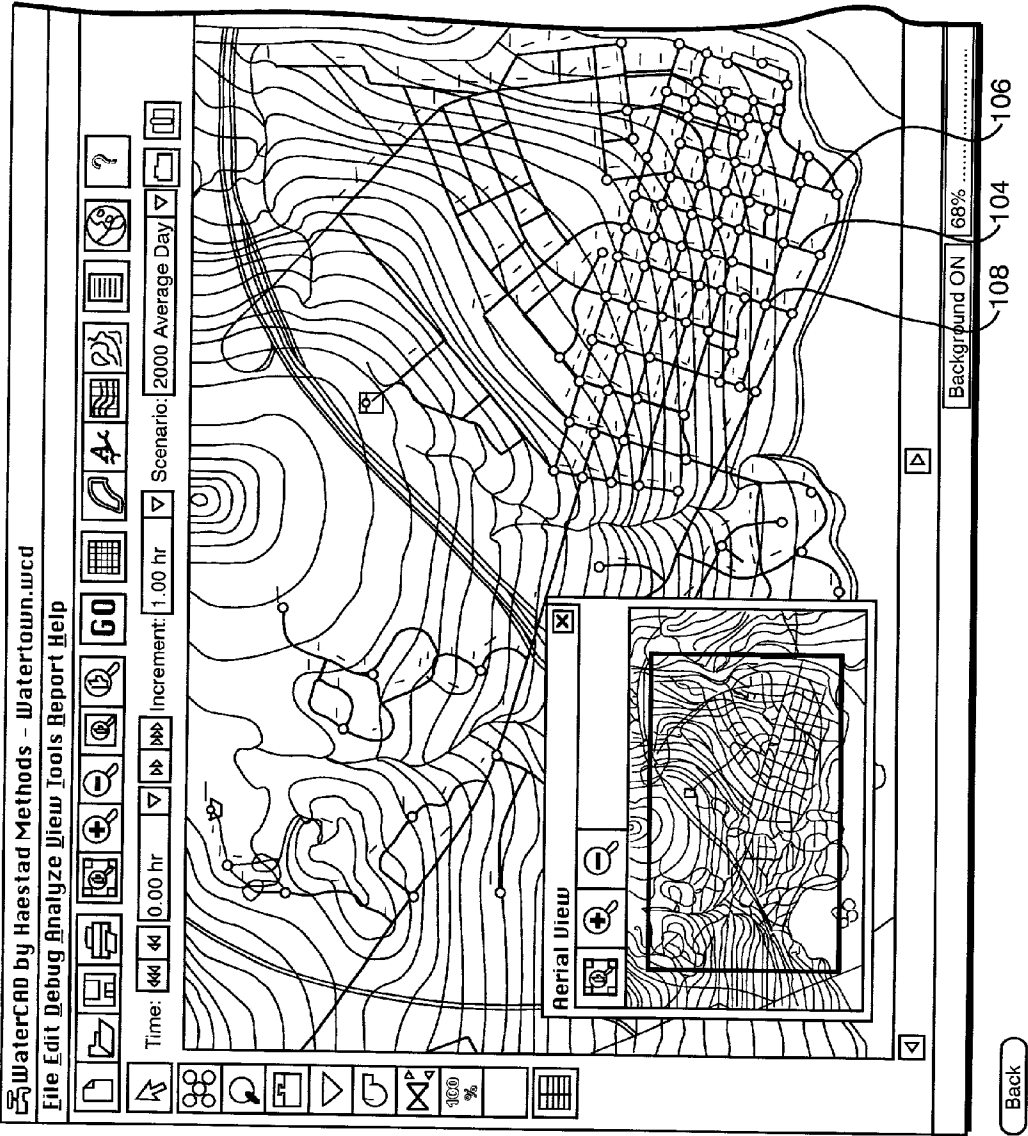 WaterCAD by Haestad Methods - Watertown.wcd
File Edit Debug Analyze View Tools Report Help
GO
?
Time: 0.00 hr Increment: 1.00 hr Scenario: 2000 Average Day
100
%
Aerial View
Background ON 68%
108
104
106
Back